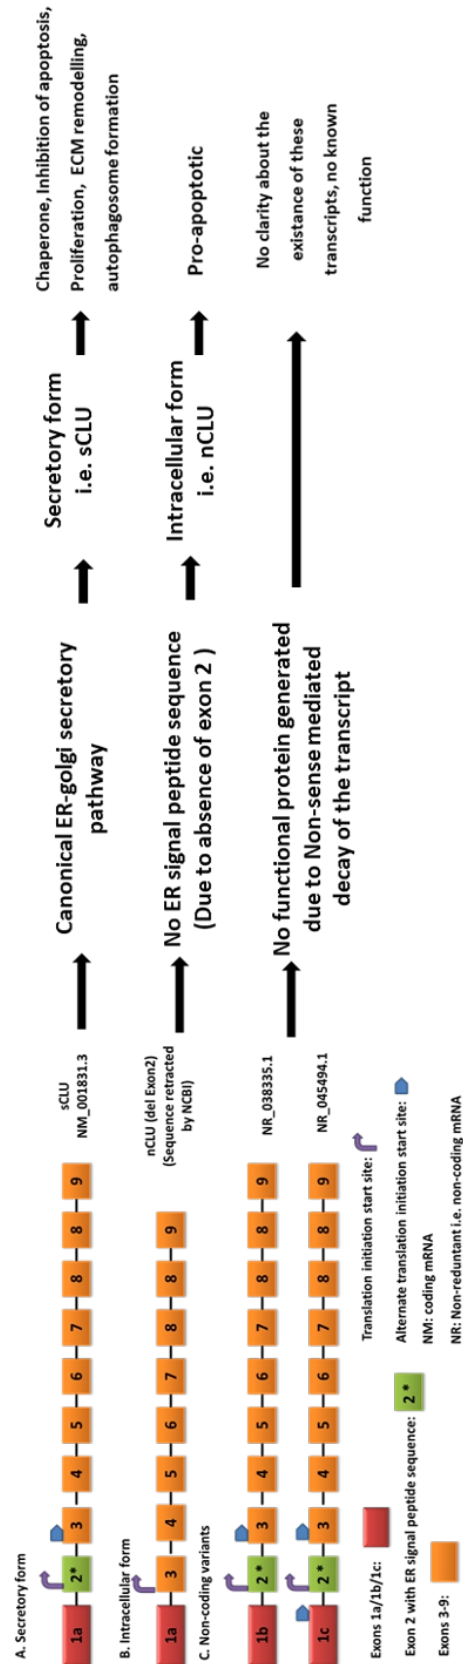 A. Secretory form
1a 2* 3 4 5 6 7 8 8 9
sCLU
NM_001831.3
Canonical ER-golgi secretory
pathway
Secretory form
i.e. sCLU
Chaperone, Inhibition of apoptosis,
Proliferation, ECM remodelling,
autophagosome formation
B. Intracellular form
1a 3 4 5 6 7 8 8 9
nCLU (del Exon2)
(Sequence retracted
by NCBI)
No ER signal peptide sequence
(Due to absence of exon 2 )
Intracellular form
i.e. nCLU
Pro-apoptotic
C. Non-coding variants
1b 2* 3 4 5 6 7 8 8 9
NR_038335.1
1c 2* 3 4 5 6 7 8 8 9
NR_045494.1
No functional protein generated
due to Non-sense mediated
decay of the transcript
No clarity about the
existance of these
transcripts, no known
function
Exons 1a/1b/1c:
Exon 2 with ER signal peptide sequence: 2 *
Exons 3-9:
Translation initiation start site:
Alternate translation initiation start site:
NM: coding mRNA
NR: Non-reduntant i.e. non-coding mRNA